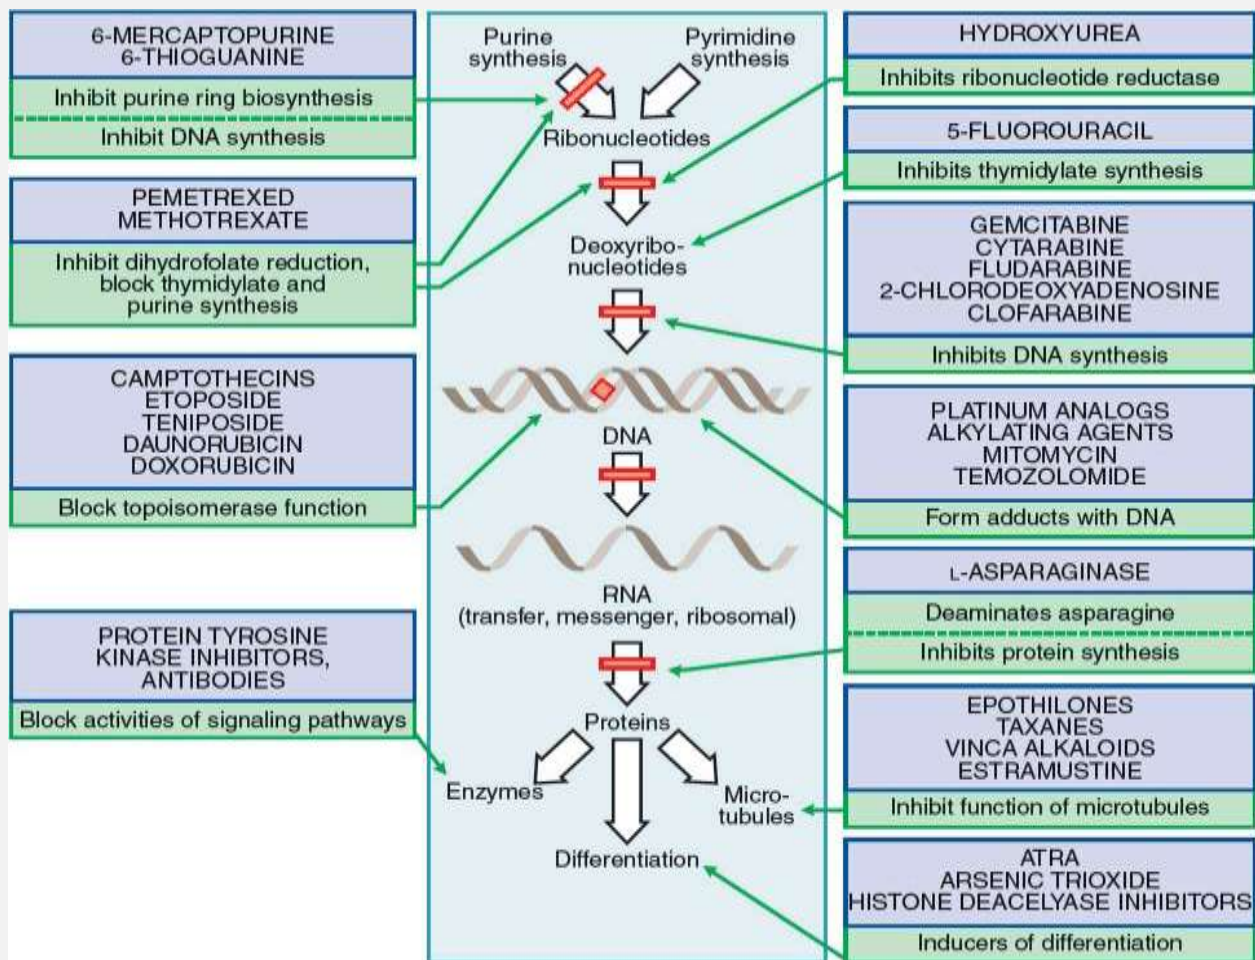 6-MERCAPTOPURINE
6-THIOGUANINE
Inhibit purine ring biosynthesis
Inhibit DNA synthesis
PEMETREXED
METHOTREXATE
Inhibit dihydrofolate reduction,
block thymidylate and
purine synthesis
CAMPTOTHECINS
ETOPOSIDE
TENIPOSIDE
DAUNORUBICIN
DOXORUBICIN
Block topoisomerase function
PROTEIN TYROSINE
KINASE INHIBITORS,
ANTIBODIES
Block activities of signaling pathways
Purine
synthesis
Pyrimidine
synthesis
Ribonucleotides
Deoxyribo-
nucleotides
DNA
RNA
(transfer, messenger, ribosomal)
Proteins
Enzymes
Micro-
tubules
Differentiation
HYDROXYUREA
Inhibits ribonucleotide reductase
5-FLUOROURACIL
Inhibits thymidylate synthesis
GEMCITABINE
CYTARABINE
FLUDARABINE
2-CHLORODEOXYADENOSINE
CLOFARABINE
Inhibits DNA synthesis
PLATINUM ANALOGS
ALKYLATING AGENTS
MITOMYCIN
TEMOZOLOMIDE
Form adducts with DNA
L-ASPARAGINASE
Deaminates asparagine
Inhibits protein synthesis
EPOTHILONES
TAXANES
VINCA ALKALOIDS
ESTRAMUSTINE
Inhibit function of microtubules
ATRA
ARSENIC TRIOXIDE
HISTONE DEACELYASE INHIBITORS
Inducers of differentiation